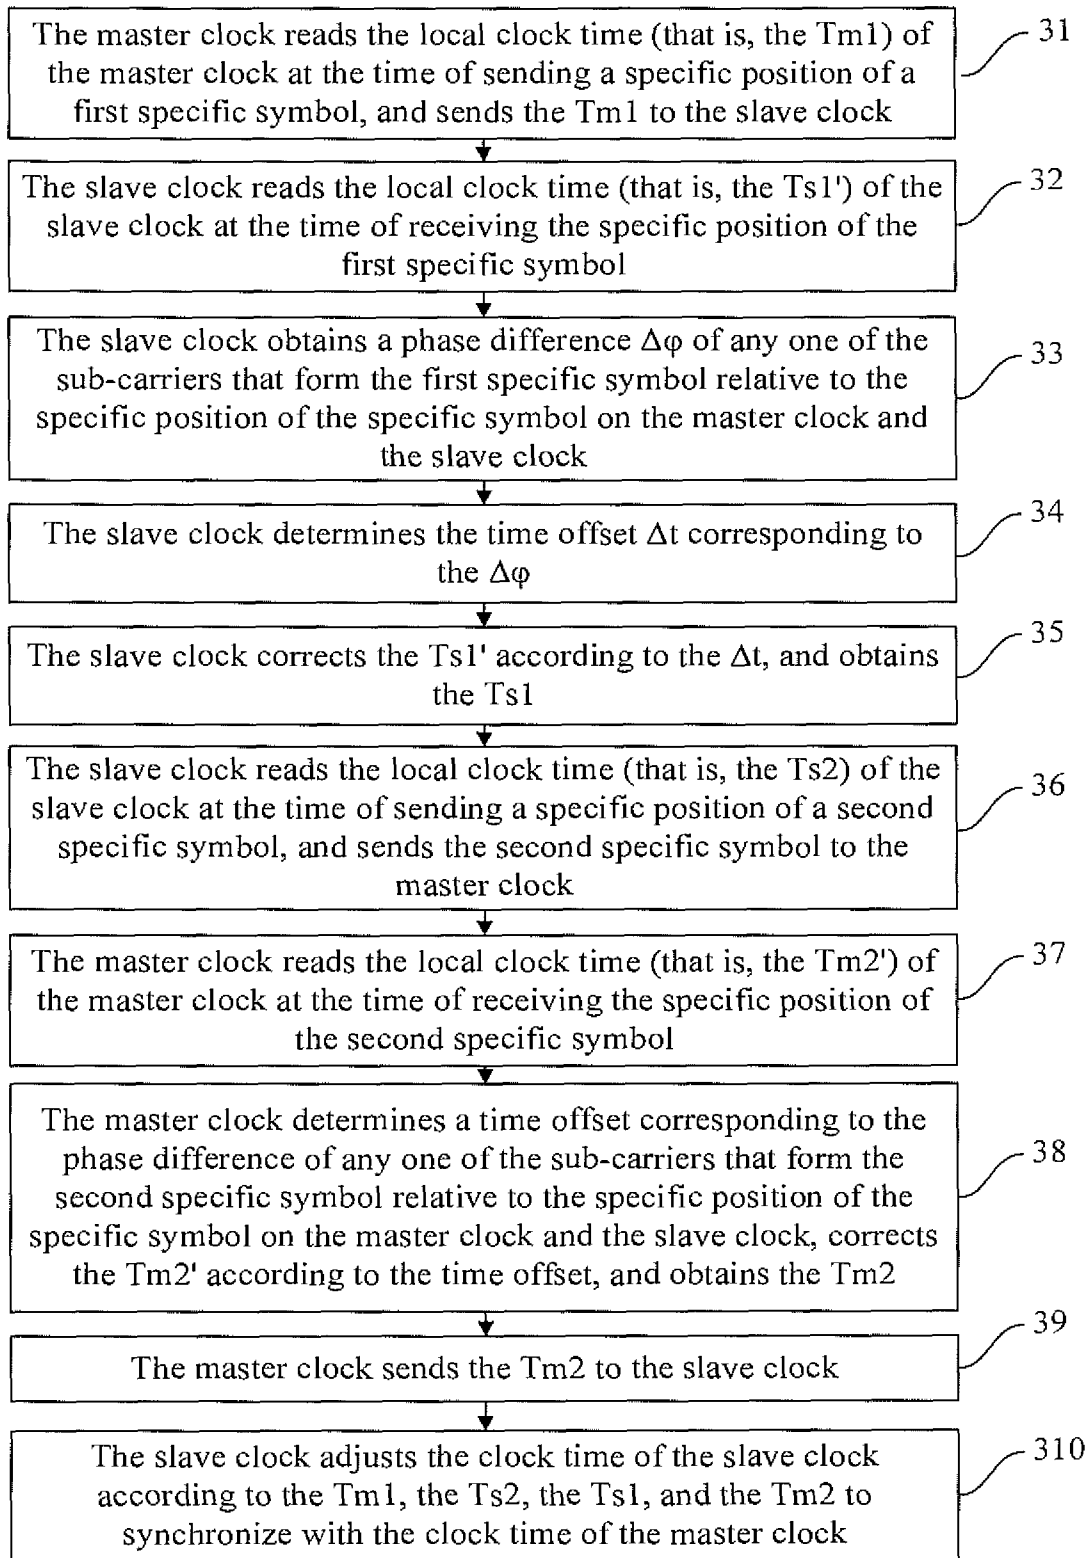 The master clock reads the local clock time (that is, the Tm1) of
the master clock at the time of sending a specific position of a
first specific symbol, and sends the Tm1 to the slave clock
31
The slave clock reads the local clock time (that is, the Ts1') of the
slave clock at the time of receiving the specific position of the
first specific symbol
32
The slave clock obtains a phase difference Δφ of any one of the
sub-carriers that form the first specific symbol relative to the
specific position of the specific symbol on the master clock and
the slave clock
33
The slave clock determines the time offset Δt corresponding to
the Δφ
34
The slave clock corrects the Ts1' according to the Δt, and obtains
the Ts1
35
The slave clock reads the local clock time (that is, the Ts2) of the
slave clock at the time of sending a specific position of a second
specific symbol, and sends the second specific symbol to the
master clock
36
The master clock reads the local clock time (that is, the Tm2') of
the master clock at the time of receiving the specific position of
the second specific symbol
37
The master clock determines a time offset corresponding to the
phase difference of any one of the sub-carriers that form the
second specific symbol relative to the specific position of the
specific symbol on the master clock and the slave clock, corrects
the Tm2' according to the time offset, and obtains the Tm2
38
The master clock sends the Tm2 to the slave clock
39
The slave clock adjusts the clock time of the slave clock
according to the Tm1, the Ts2, the Ts1, and the Tm2 to
synchronize with the clock time of the master clock
310